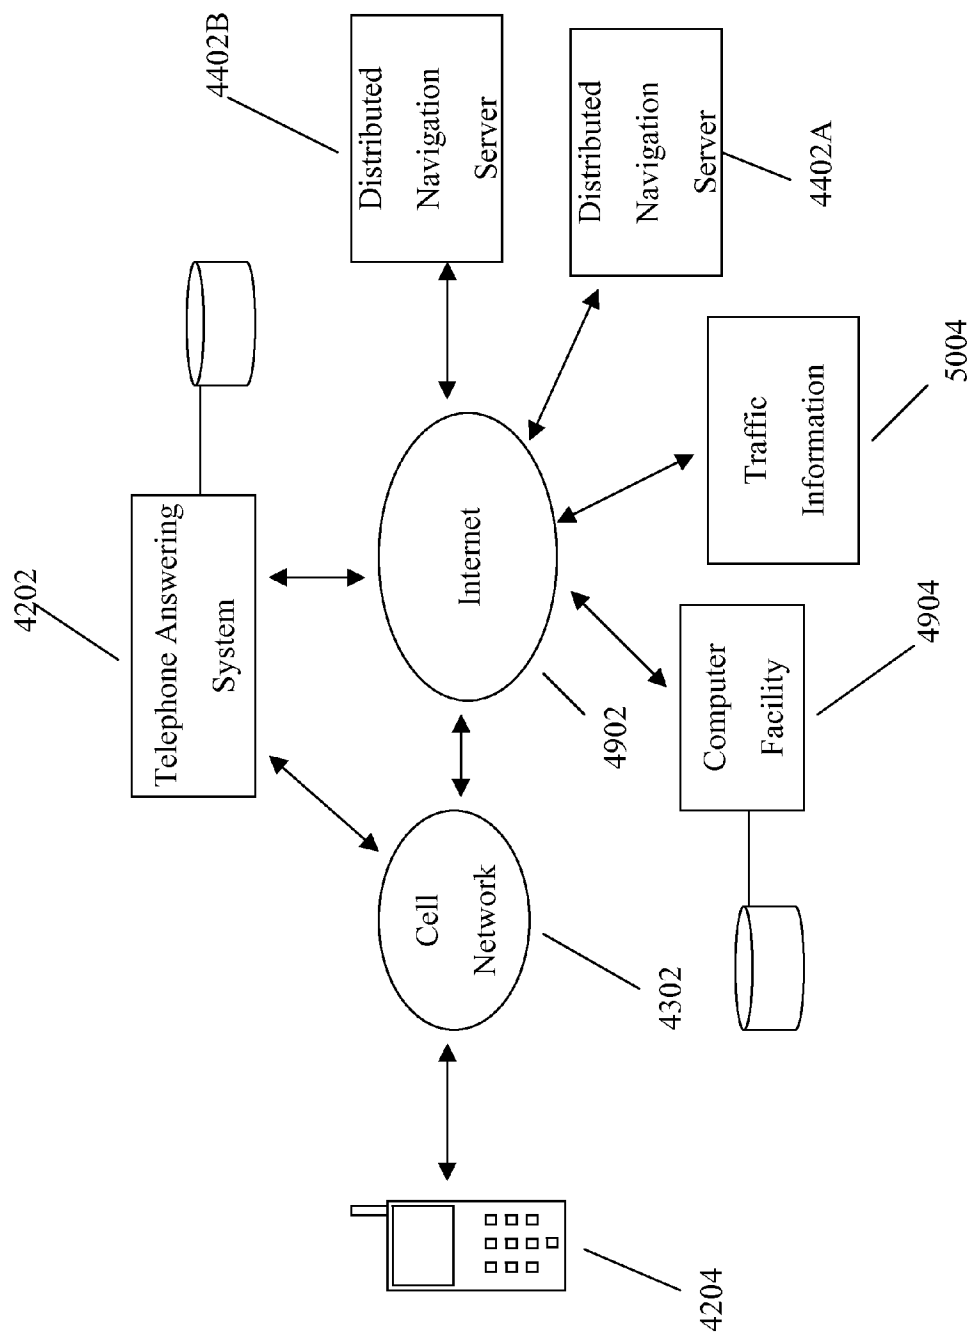 4202
Telephone Answering
System
4204
Cell
Network
4302
Internet
4902
Computer
Facility
4904
Traffic
Information
5004
Distributed
Navigation
Server
4402B
Distributed
Navigation
Server
4402A